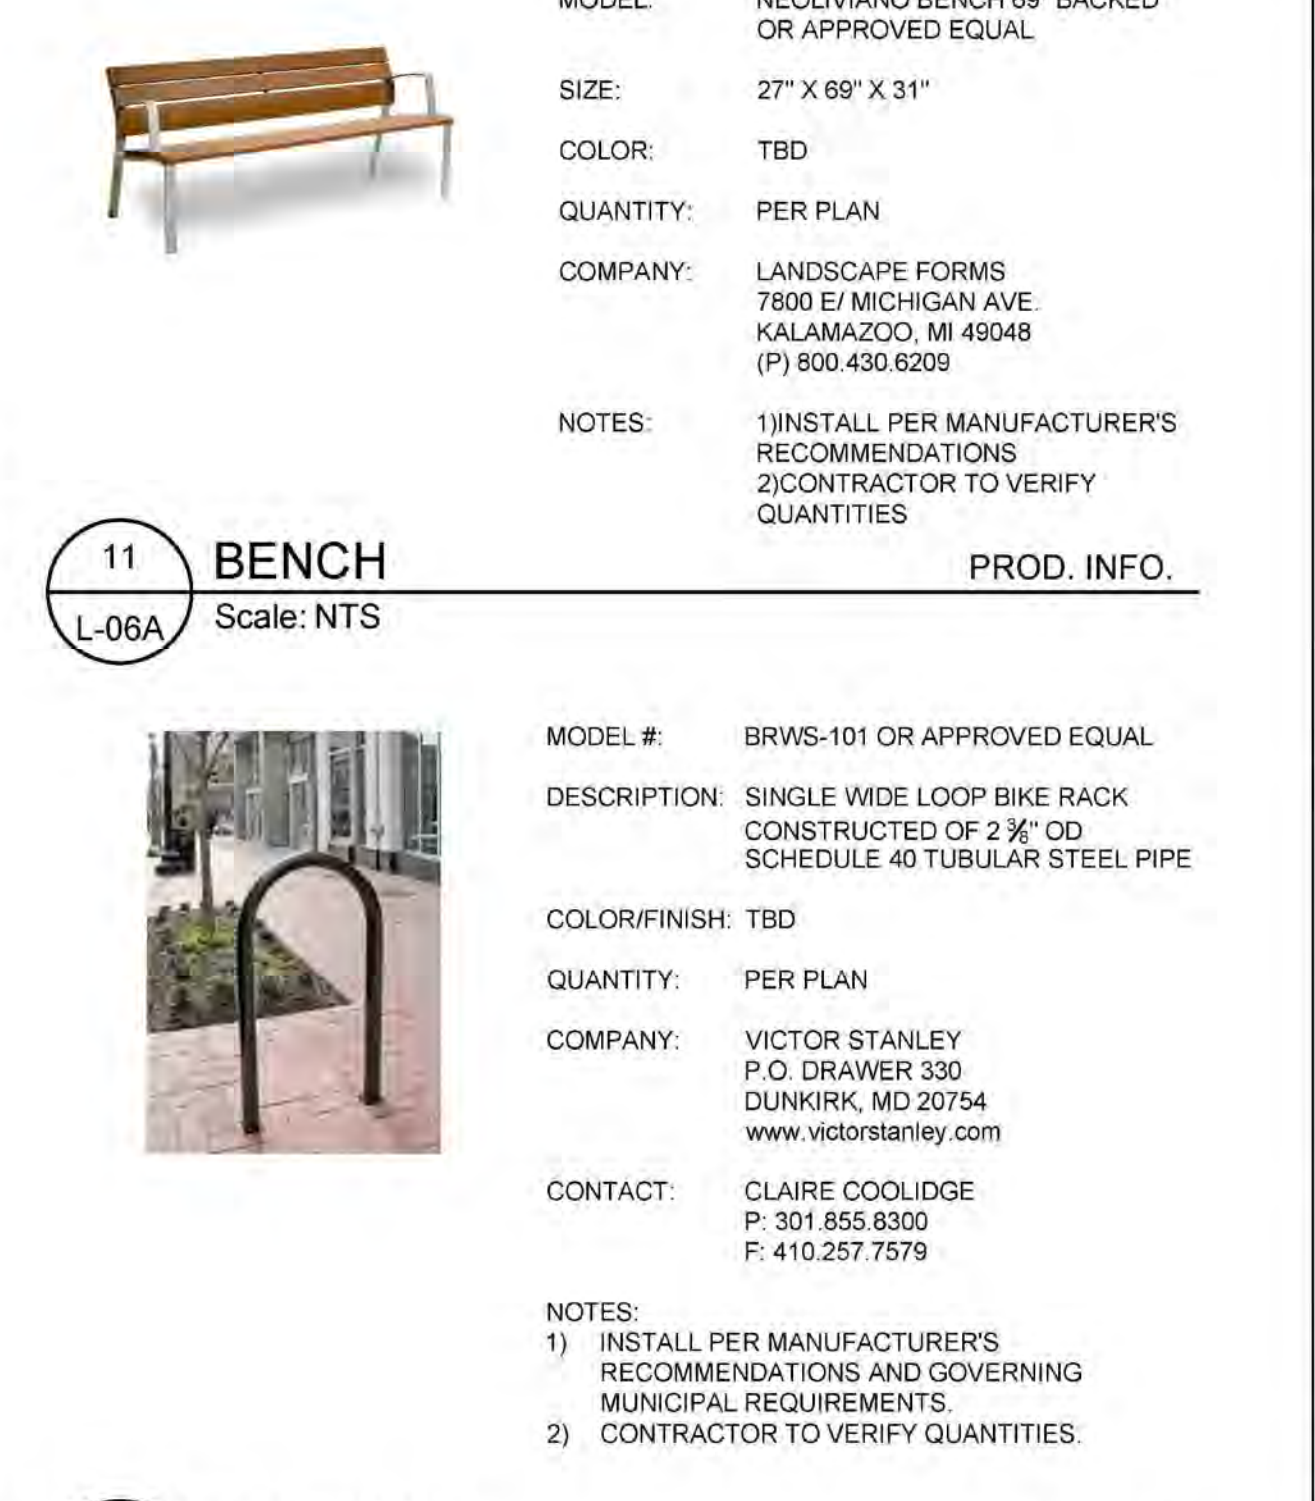 MODEL: NEOLIVIANO BENCH 69" BACKED
OR APPROVED EQUAL
SIZE: 27" X 69" X 31"
COLOR: TBD
QUANTITY: PER PLAN
COMPANY: LANDSCAPE FORMS
7800 E/ MICHIGAN AVE.
KALAMAZOO, MI 49048
(P) 800.430.6209
NOTES: 1)INSTALL PER MANUFACTURER'S
RECOMMENDATIONS
2)CONTRACTOR TO VERIFY
QUANTITIES
11 BENCH PROD. INFO.
L-06A Scale: NTS
MODEL #: BRWS-101 OR APPROVED EQUAL
DESCRIPTION: SINGLE WIDE LOOP BIKE RACK
CONSTRUCTED OF 2 ⅜" OD
SCHEDULE 40 TUBULAR STEEL PIPE
COLOR/FINISH: TBD
QUANTITY: PER PLAN
COMPANY: VICTOR STANLEY
P.O. DRAWER 330
DUNKIRK, MD 20754
www.victorstanley.com
CONTACT: CLAIRE COOLIDGE
P: 301.855.8300
F: 410.257.7579
NOTES:
1) INSTALL PER MANUFACTURER'S
RECOMMENDATIONS AND GOVERNING
MUNICIPAL REQUIREMENTS.
2) CONTRACTOR TO VERIFY QUANTITIES.